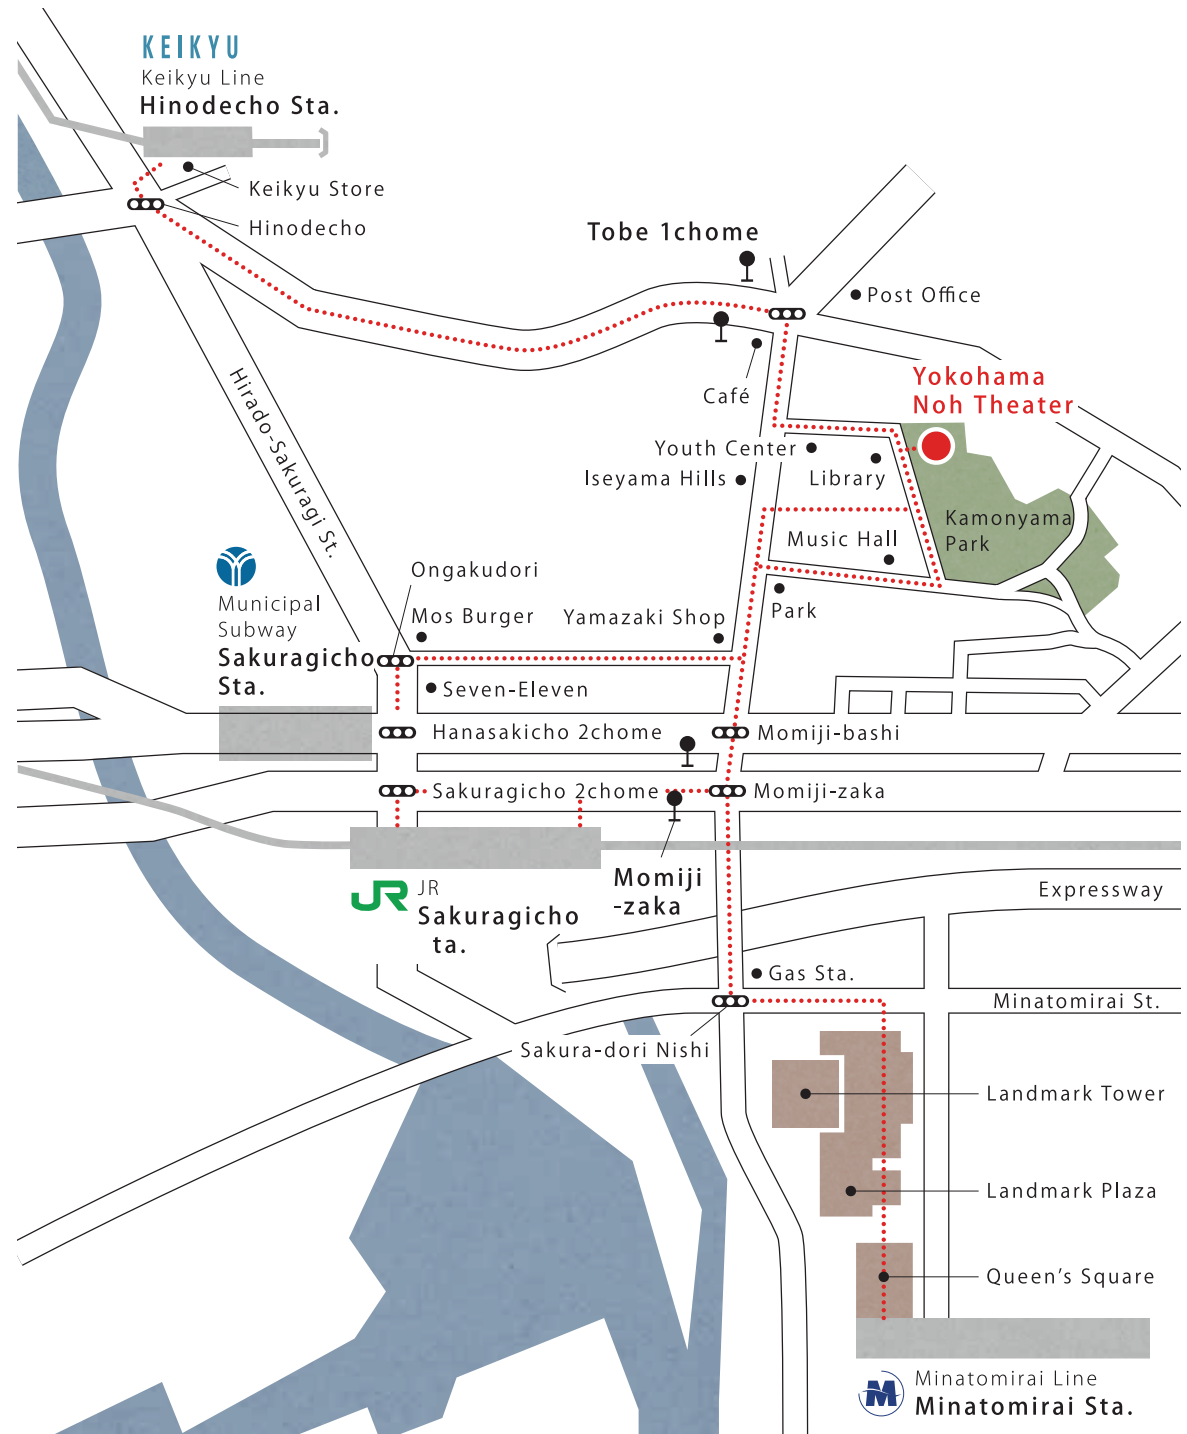 KEIKYU
Keikyu Line
Hinodecho Sta.
Keikyu Store
Hinodecho
Tobe 1chome
Post Office
Café
Yokohama
Noh Theater
Hirado-Sakuragi St.
Youth Center
Iseyama Hills
Library
Kamonyama
Park
Music Hall
Ongakudori
Municipal
Subway
Sakuragicho
Sta.
Mos Burger
Yamazaki Shop
Park
Seven-Eleven
Hanasakicho 2chome
Momiji-bashi
Sakuragicho 2chome
Momiji-zaka
JR
JR
Sakuragicho
ta.
Momiji
-zaka
Expressway
Gas Sta.
Minatomirai St.
Sakura-dori Nishi
Landmark Tower
Landmark Plaza
Queen's Square
M
Minatomirai Line
Minatomirai Sta.